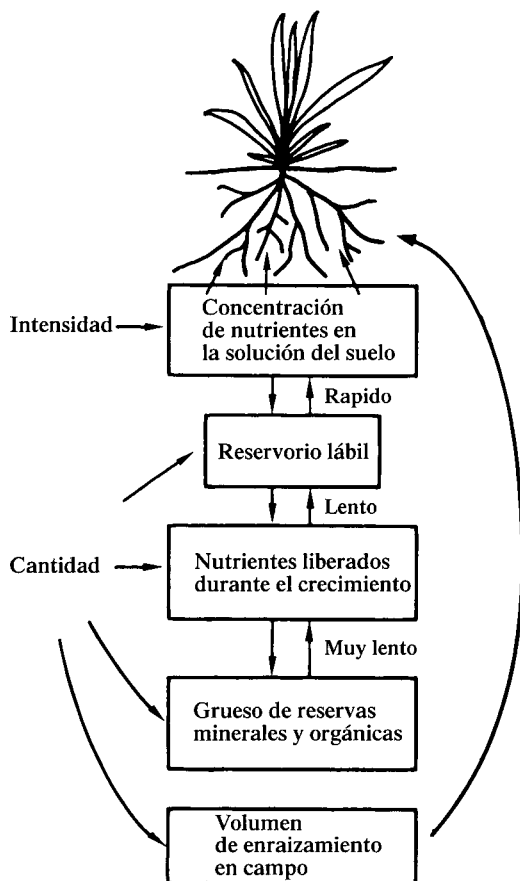 Intensidad
Concentración
de nutrientes en
la solución del suelo
Rapido
Reservorio lábil
Lento
Cantidad
Nutrientes liberados
durante el crecimiento
Muy lento
Grueso de reservas
minerales y orgánicas
Volumen
de enraizamiento
en campo